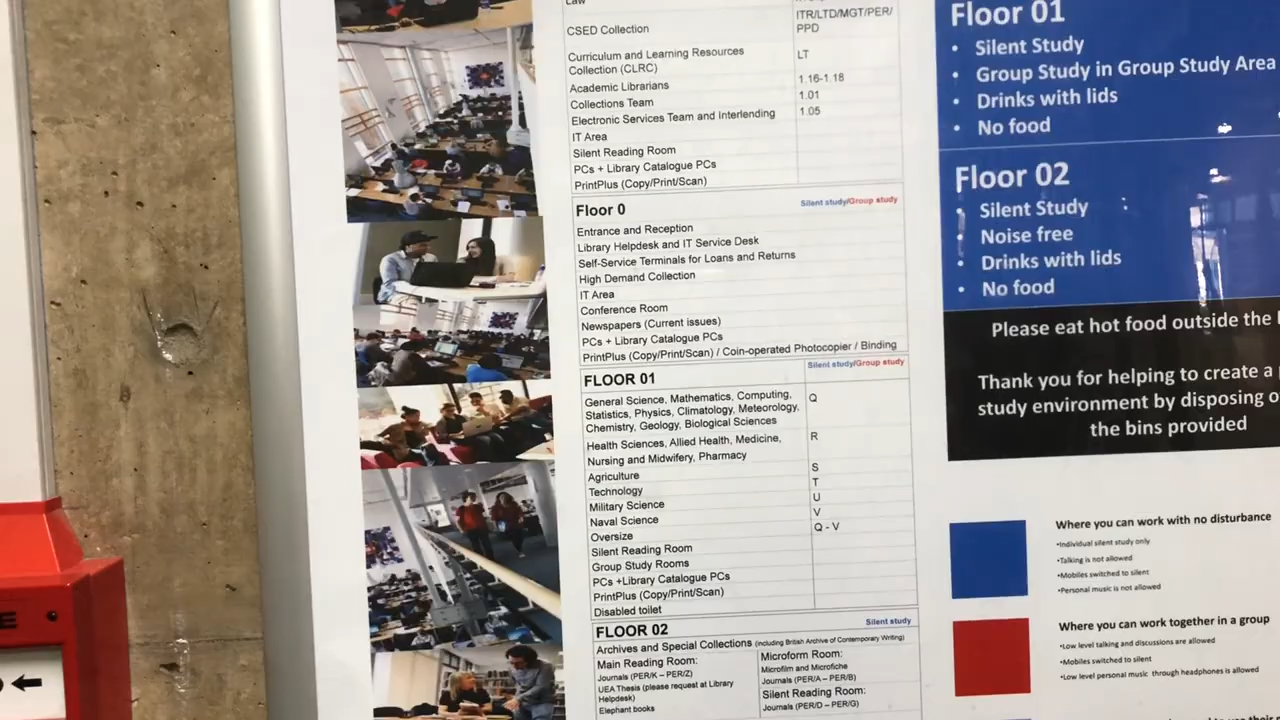 Law
CSED Collection
ITR/LTD/MGT/PER/
PPD
Curriculum and Learning Resources
Collection (CLRC)
LT
Academic Librarians
1.16-1.18
Collections Team
1.01
Electronic Services Team and Interlending
1.05
IT Area
Silent Reading Room
PCs + Library Catalogue PCs
PrintPlus (Copy/Print/Scan)
Floor 0
Silent study/Group study
Entrance and Reception
Library Helpdesk and IT Service Desk
Self-Service Terminals for Loans and Returns
High Demand Collection
IT Area
Conference Room
Newspapers (Current issues)
PCs + Library Catalogue PCs
PrintPlus (Copy/Print/Scan) / Coin-operated Photocopier / Binding
FLOOR 01
Silent study/Group study
General Science, Mathematics, Computing,
Statistics, Physics, Climatology, Meteorology,
Chemistry, Geology, Biological Sciences
Q
Health Sciences, Allied Health, Medicine,
Nursing and Midwifery, Pharmacy
R
Agriculture
S
Technology
T
Military Science
U
Naval Science
V
Oversize
Q - V
Silent Reading Room
Group Study Rooms
PCs +Library Catalogue PCs
PrintPlus (Copy/Print/Scan)
Disabled toilet
FLOOR 02
Silent study
Archives and Special Collections (including British Archive of Contemporary Writing)
Main Reading Room:
Journals (PER/K – PER/Z)
UEA Thesis (please request at Library
Helpdesk)
Elephant books
Microform Room:
Microfilm and Microfiche
Journals (PER/A – PER/B)
Silent Reading Room:
Journals (PER/D – PER/G)
Floor 01
• Silent Study
• Group Study in Group Study Area
• Drinks with lids
• No food
Floor 02
• Silent Study
• Noise free
• Drinks with lids
• No food
Please eat hot food outside the
Thank you for helping to create a
study environment by disposing
the bins provided
Where you can work with no disturbance
•Individual silent study only
•Talking is not allowed
•Mobiles switched to silent
•Personal music is not allowed
Where you can work together in a group
•Low level talking and discussions are allowed
•Mobiles switched to silent
•Low level personal music through headphones is allowed